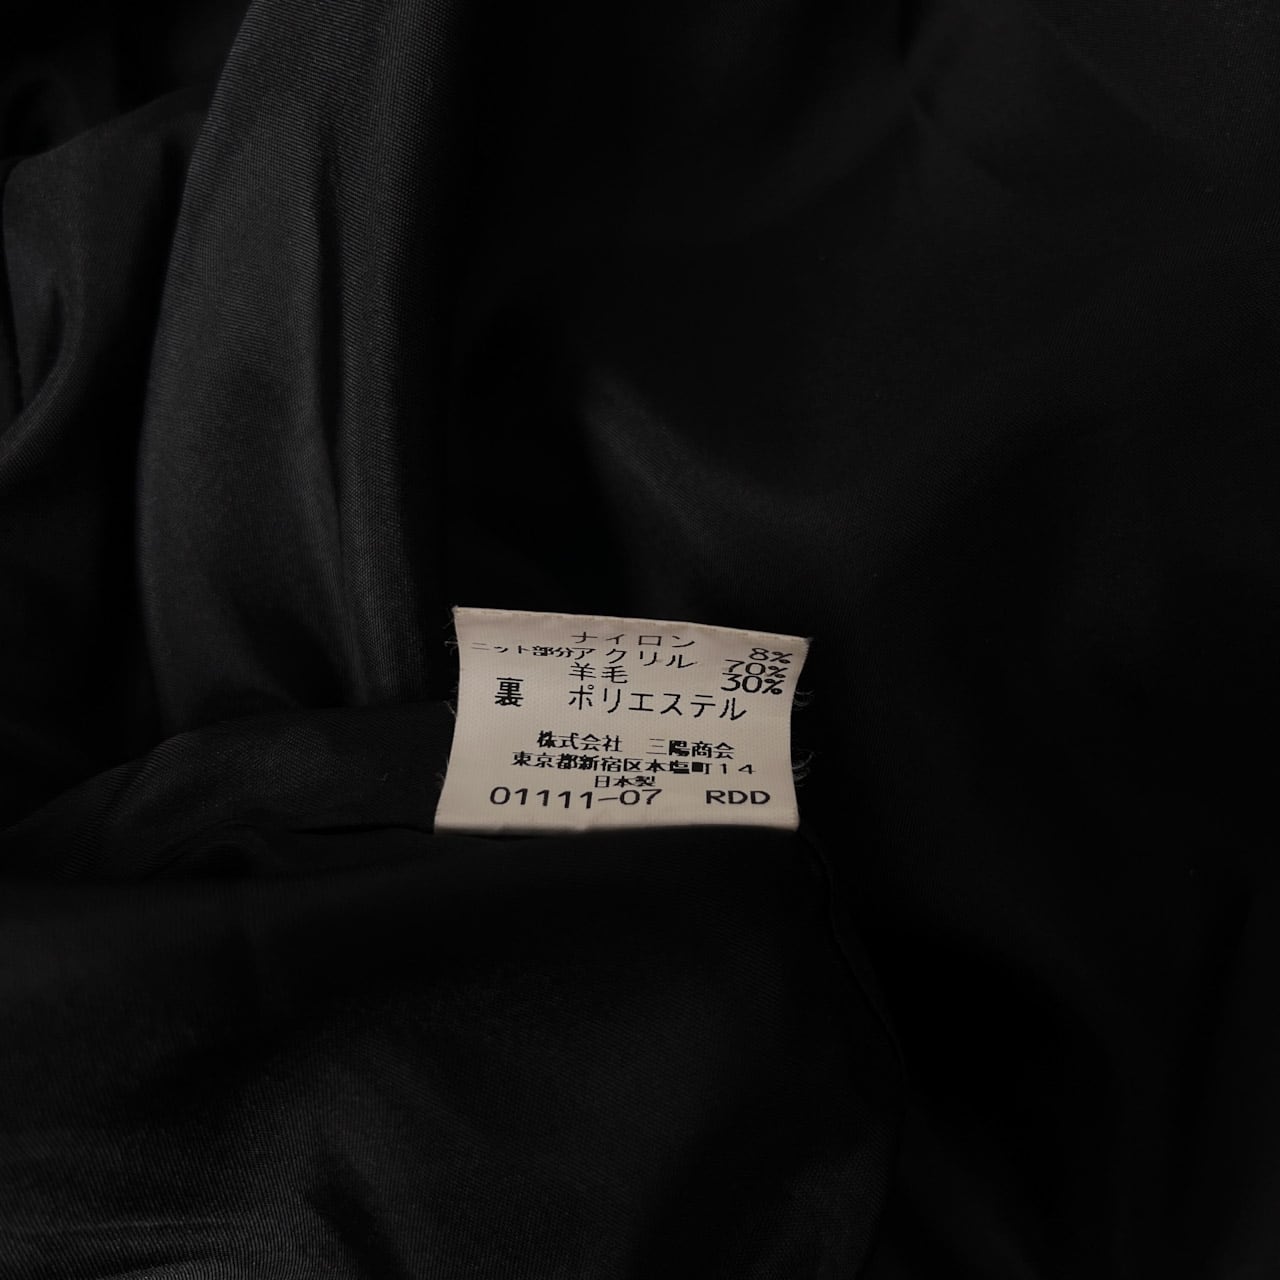 ナイロン 8%
ニット部分アクリル 70%
羊毛 30%
裏 ポリエステル
株式会社 三陽商会
東京都新宿区本塩町14
日本製
01111-07 RDD